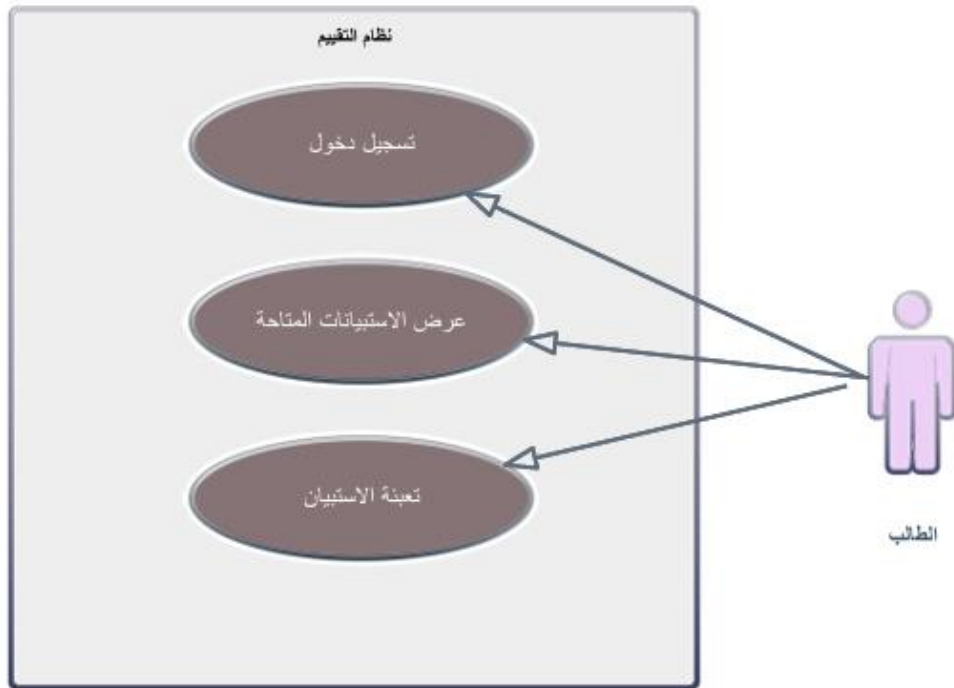 نظام التقييم
تسجيل دخول
عرض الاستبيانات المتاحة
تعبئة الاستبيان
الطالب